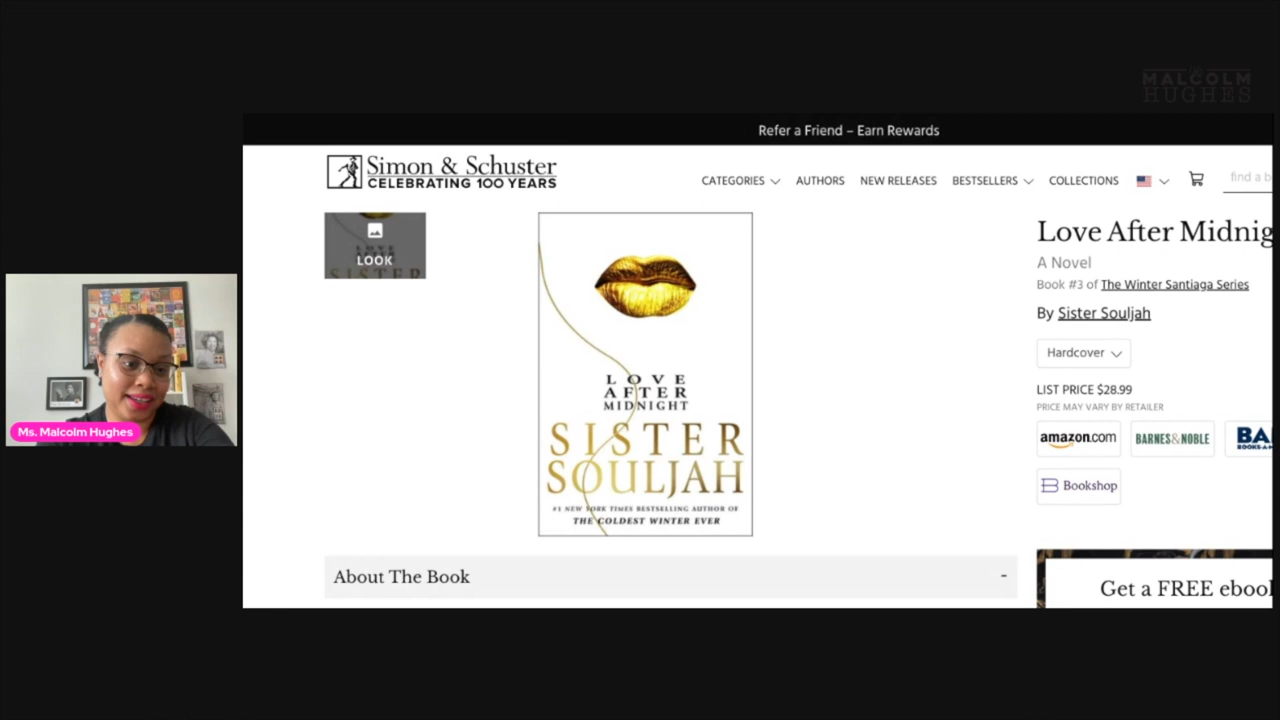 MALCOLM
HUGHES
Refer a Friend – Earn Rewards
Simon & Schuster
CELEBRATING 100 YEARS
CATEGORIES
AUTHORS
NEW RELEASES
BESTSELLERS
COLLECTIONS
find a b
LOOK
LOVE
AFTER
MIDNIGHT
SISTER
SOULJAH
#1 NEW YORK TIMES BESTSELLING AUTHOR OF
THE COLDEST WINTER EVER
Love After Midnig
A Novel
Book #3 of The Winter Santiaga Series
By Sister Souljah
Hardcover
LIST PRICE $28.99
PRICE MAY VARY BY RETAILER
amazon.com
BARNES&NOBLE
BA
BOOKS-A-
Bookshop
Ms. Malcolm Hughes
About The Book
-
Get a FREE ebook